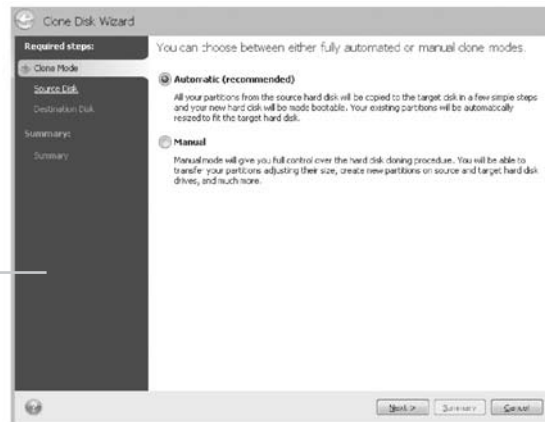 Clone Disk Wizard
Required steps:
Clone Mode
Source Disk
Destination Disk
Summary:
Summary
You can choose between either fully automated or manual clone modes.
Automatic (recommended)
All your partitions from the source hard disk will be copied to the target disk in a few simple steps
and your new hard disk will be made bootable. Your existing partitions will be automatically
resized to fit the target hard disk.
Manual
Manual mode will give you full control over the hard disk cloning procedure. You will be able to
transfer your partitions adjusting their size, create new partitions on source and target hard disk
drives, and much more.
Next >
Summary
Cancel